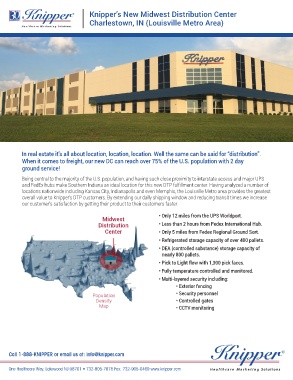 Knipper®
Healthcare Marketing Solutions
Knipper's New Midwest Distribution Center
Charlestown, IN (Louisville Metro Area)
Knipper
In real estate it's all about location, location, location. Well the same can be said for "distribution".
When it comes to freight, our new DC can reach over 75% of the U.S. population with 2 day
ground service!
Being central to the majority of the U.S. population, and having such close proximity to interstate access and major UPS
and FedEx hubs make Southern Indiana an ideal location for this new DTP fulfillment center. Having analyzed a number of
locations nationwide including Kansas City, Indianapolis and even Memphis, the Louisville Metro area provides the greatest
overall value to Knipper's DTP customers. By extending our daily shipping window and reducing transit times we increase
our customer's satisfaction by getting their product to their customers faster.
Midwest
Distribution
Center
Population
Density
Map
• Only 12 miles from the UPS Worldport.
• Less than 2 hours from Fedex International Hub.
• Only 5 miles from Fedex Regional Ground Sort.
• Refrigerated storage capacity of over 400 pallets.
• DEA (controlled substance) storage capacity of
nearly 800 pallets.
• Pick to Light flow with 1,300 pick faces.
• Fully temperature controlled and monitored.
• Multi-layered security including:
• Exterior fencing
• Security personnel
• Controlled gates
• CCTV monitoring
Call 1-888-KNIPPER or email us at: info@knipper.com
One Healthcare Way, Lakewood NJ 08701 • 732-905-7878 Fax: 732-905-0469 www.knipper.com
Knipper®
Healthcare Marketing Solutions